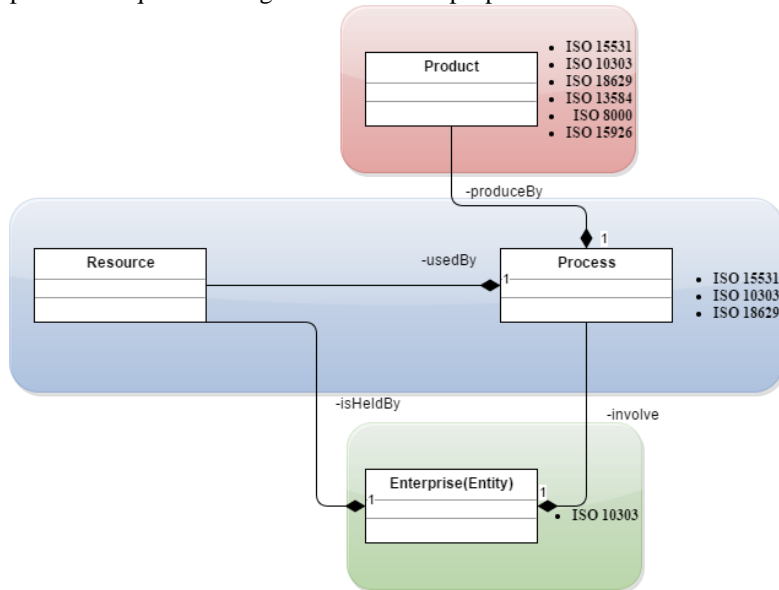 Product
• ISO 15531
• ISO 10303
• ISO 18629
• ISO 13584
• ISO 8000
• ISO 15926
-produceBy
1
Resource
-usedBy
1
Process
• ISO 15531
• ISO 10303
• ISO 18629
-isHeldBy
-involve
Enterprise(Entity)
1
1
• ISO 10303